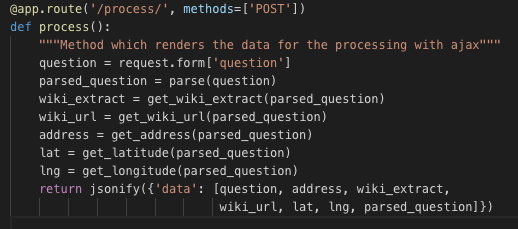 @app.route('/process/', methods=['POST'])
def process():
    """Method which renders the data for the processing with ajax"""
    question = request.form['question']
    parsed_question = parse(question)
    wiki_extract = get_wiki_extract(parsed_question)
    wiki_url = get_wiki_url(parsed_question)
    address = get_address(parsed_question)
    lat = get_latitude(parsed_question)
    lng = get_longitude(parsed_question)
    return jsonify({'data': [question, address, wiki_extract,
                             wiki_url, lat, lng, parsed_question]})